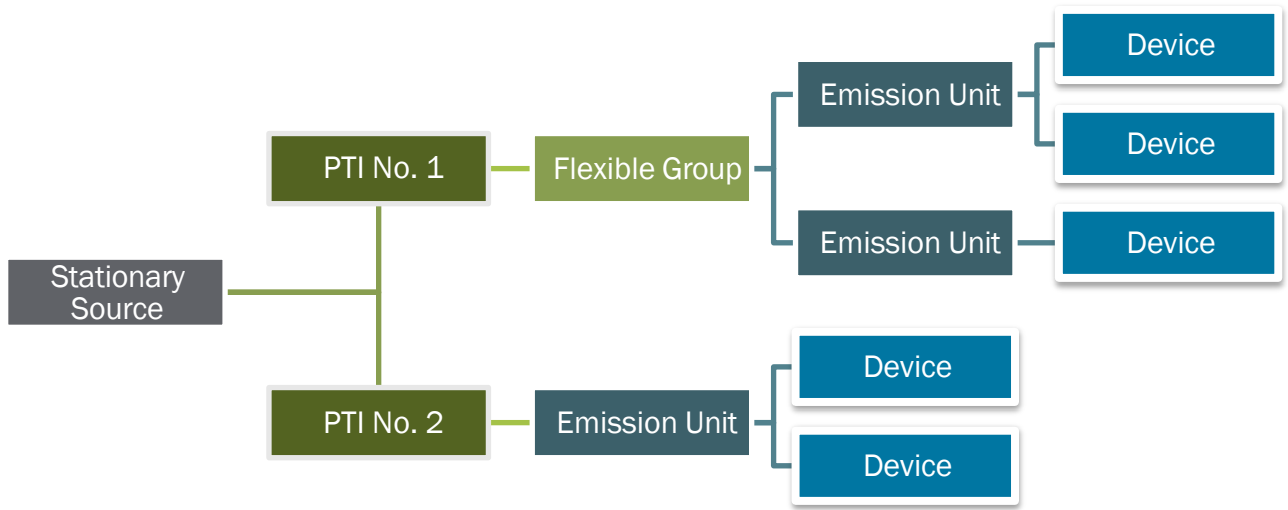 Stationary
Source
PTI No. 1
Flexible Group
Emission Unit
Device
Device
Emission Unit
Device
PTI No. 2
Emission Unit
Device
Device